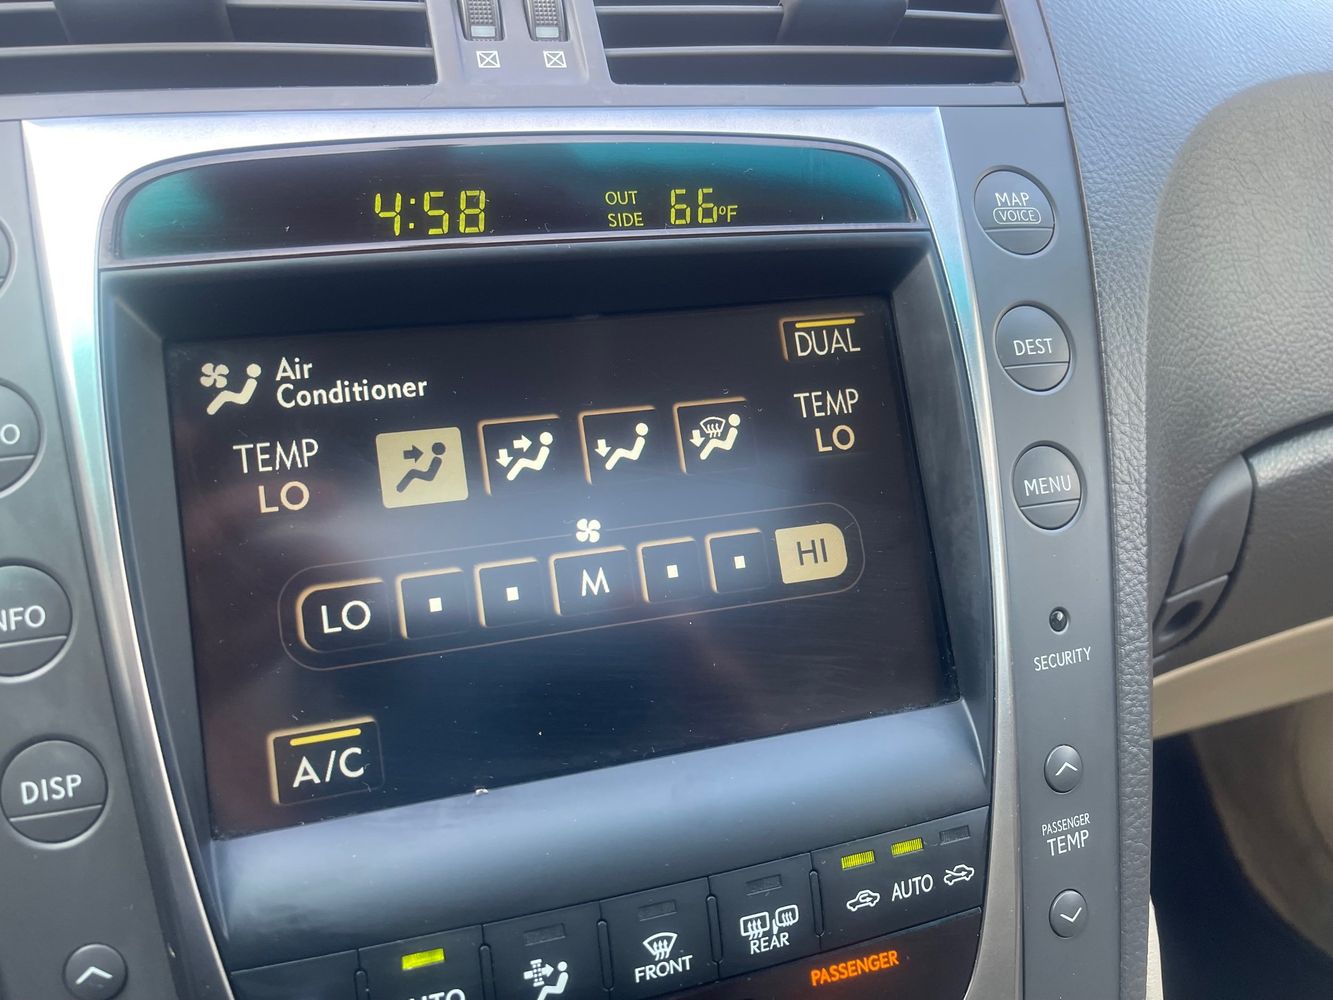 4:58
OUT
SIDE
66°F
MAP
VOICE
DUAL
Air
Conditioner
DEST
TEMP
LO
TEMP
LO
MENU
LO
M
HI
SECURITY
A/C
DISP
PASSENGER
TEMP
AUTO
REAR
FRONT
PASSENGER